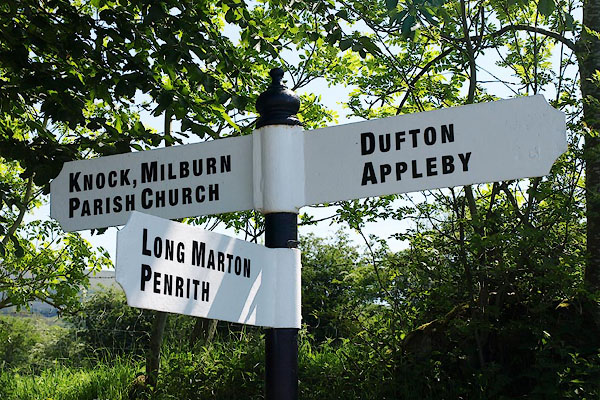 Knock, Milburn
Parish Church
Dufton
Appleby
Long Marton
Penrith